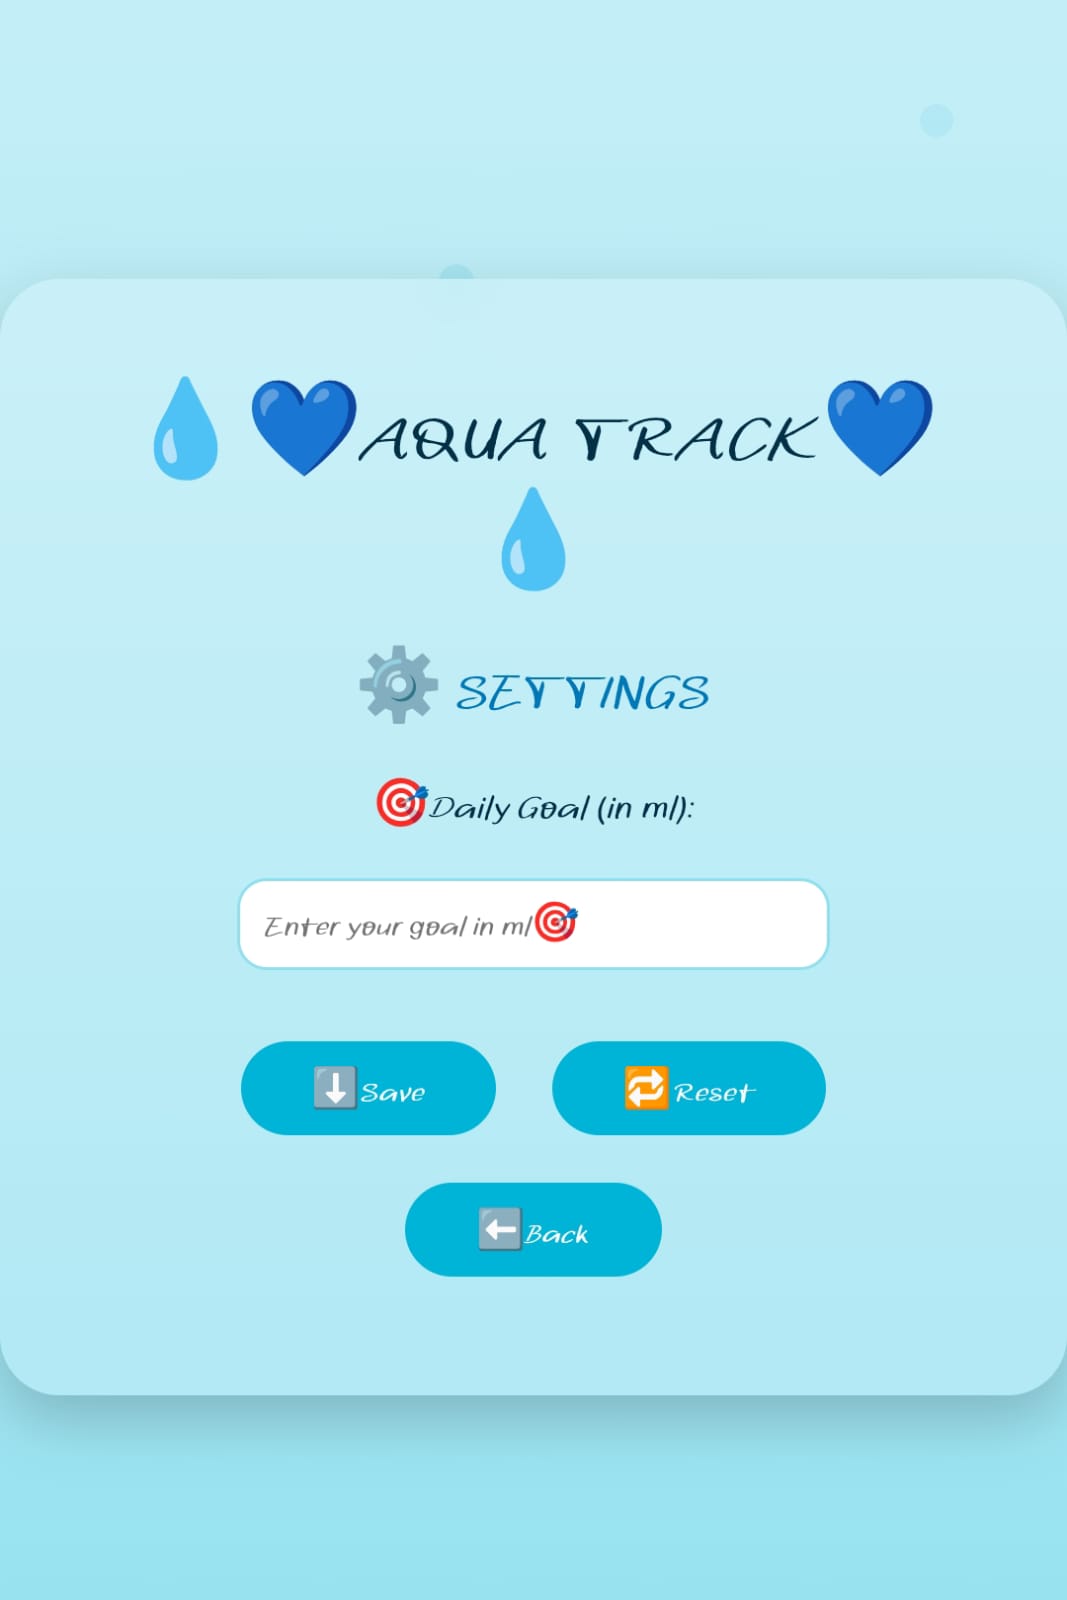 💧💙AQUA TRACK💙
💧
⚙️ SETTINGS
🎯Daily Goal (in ml):
Enter your goal in ml🎯
⬇️Save
🔁Reset
⬅️Back